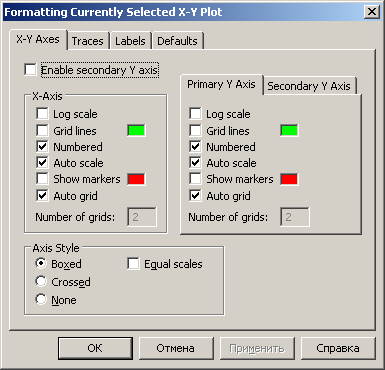 Formatting Currently Selected X-Y Plot
X-Y Axes Traces Labels Defaults
Enable secondary Y axis
X-Axis
Log scale
Grid lines
Numbered
Auto scale
Show markers
Auto grid
Number of grids: 2
Primary Y Axis Secondary Y Axis
Log scale
Grid lines
Numbered
Auto scale
Show markers
Auto grid
Number of grids: 2
Axis Style
Boxed
Equal scales
Crossed
None
OK Отмена Применить Справка